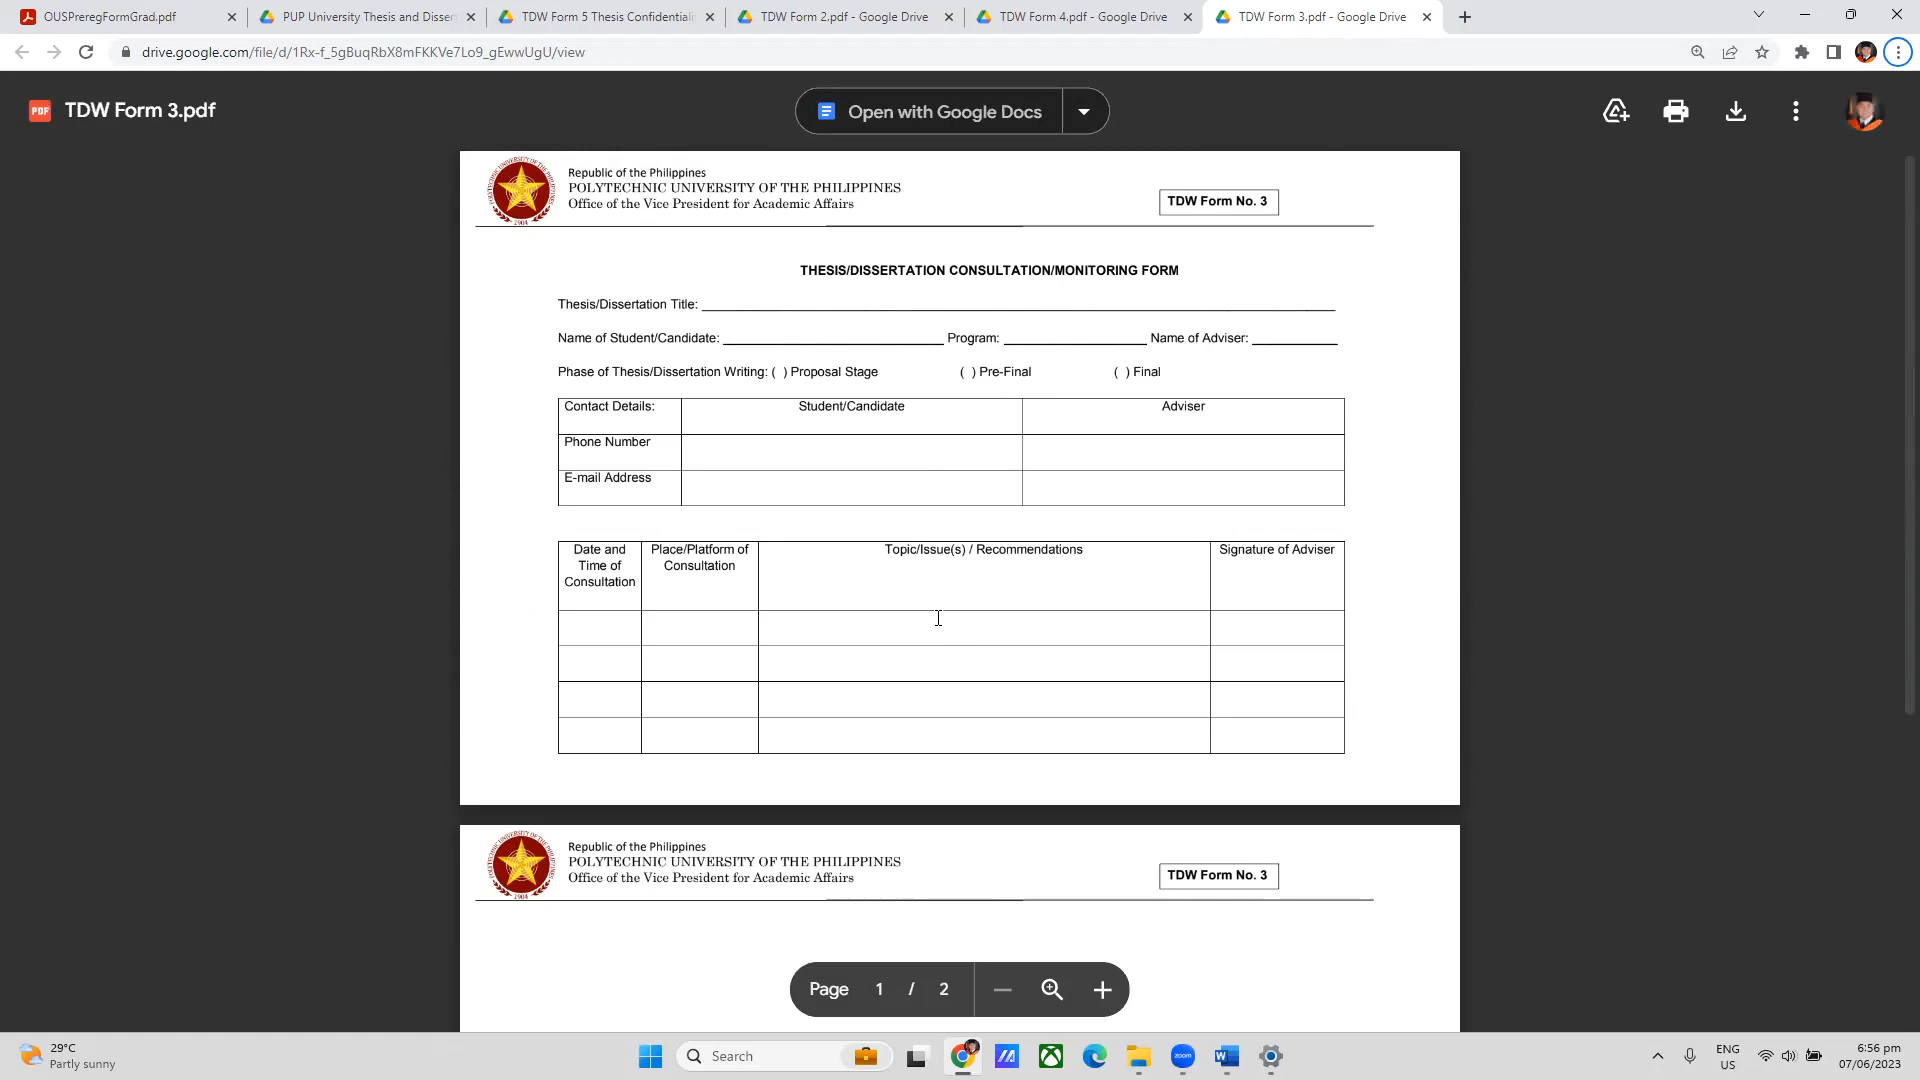 OUSPreregFormGrad.pdf
PUP University Thesis and Disser
TDW Form 5 Thesis Confidentiali
TDW Form 2.pdf - Google Drive
TDW Form 4.pdf - Google Drive
TDW Form 3.pdf - Google Drive
drive.google.com/file/d/1Rx-f_5gBuqRbX8mFKKVe7Lo9_gEwwUgU/view
PDF
TDW Form 3.pdf
Open with Google Docs
Republic of the Philippines
POLYTECHNIC UNIVERSITY OF THE PHILIPPINES
Office of the Vice President for Academic Affairs
TDW Form No. 3
THESIS/DISSERTATION CONSULTATION/MONITORING FORM
Thesis/Dissertation Title:
Name of Student/Candidate: Program: Name of Adviser:
Phase of Thesis/Dissertation Writing: ( ) Proposal Stage ( ) Pre-Final ( ) Final
Contact Details: Student/Candidate Adviser
Phone Number
E-mail Address
Date and Time of Consultation
Place/Platform of Consultation
Topic/Issue(s) / Recommendations
Signature of Adviser
Republic of the Philippines
POLYTECHNIC UNIVERSITY OF THE PHILIPPINES
Office of the Vice President for Academic Affairs
TDW Form No. 3
Page 1 / 2
29°C
Partly sunny
Search
zoom
ENG
US
6:56 pm
07/06/2023